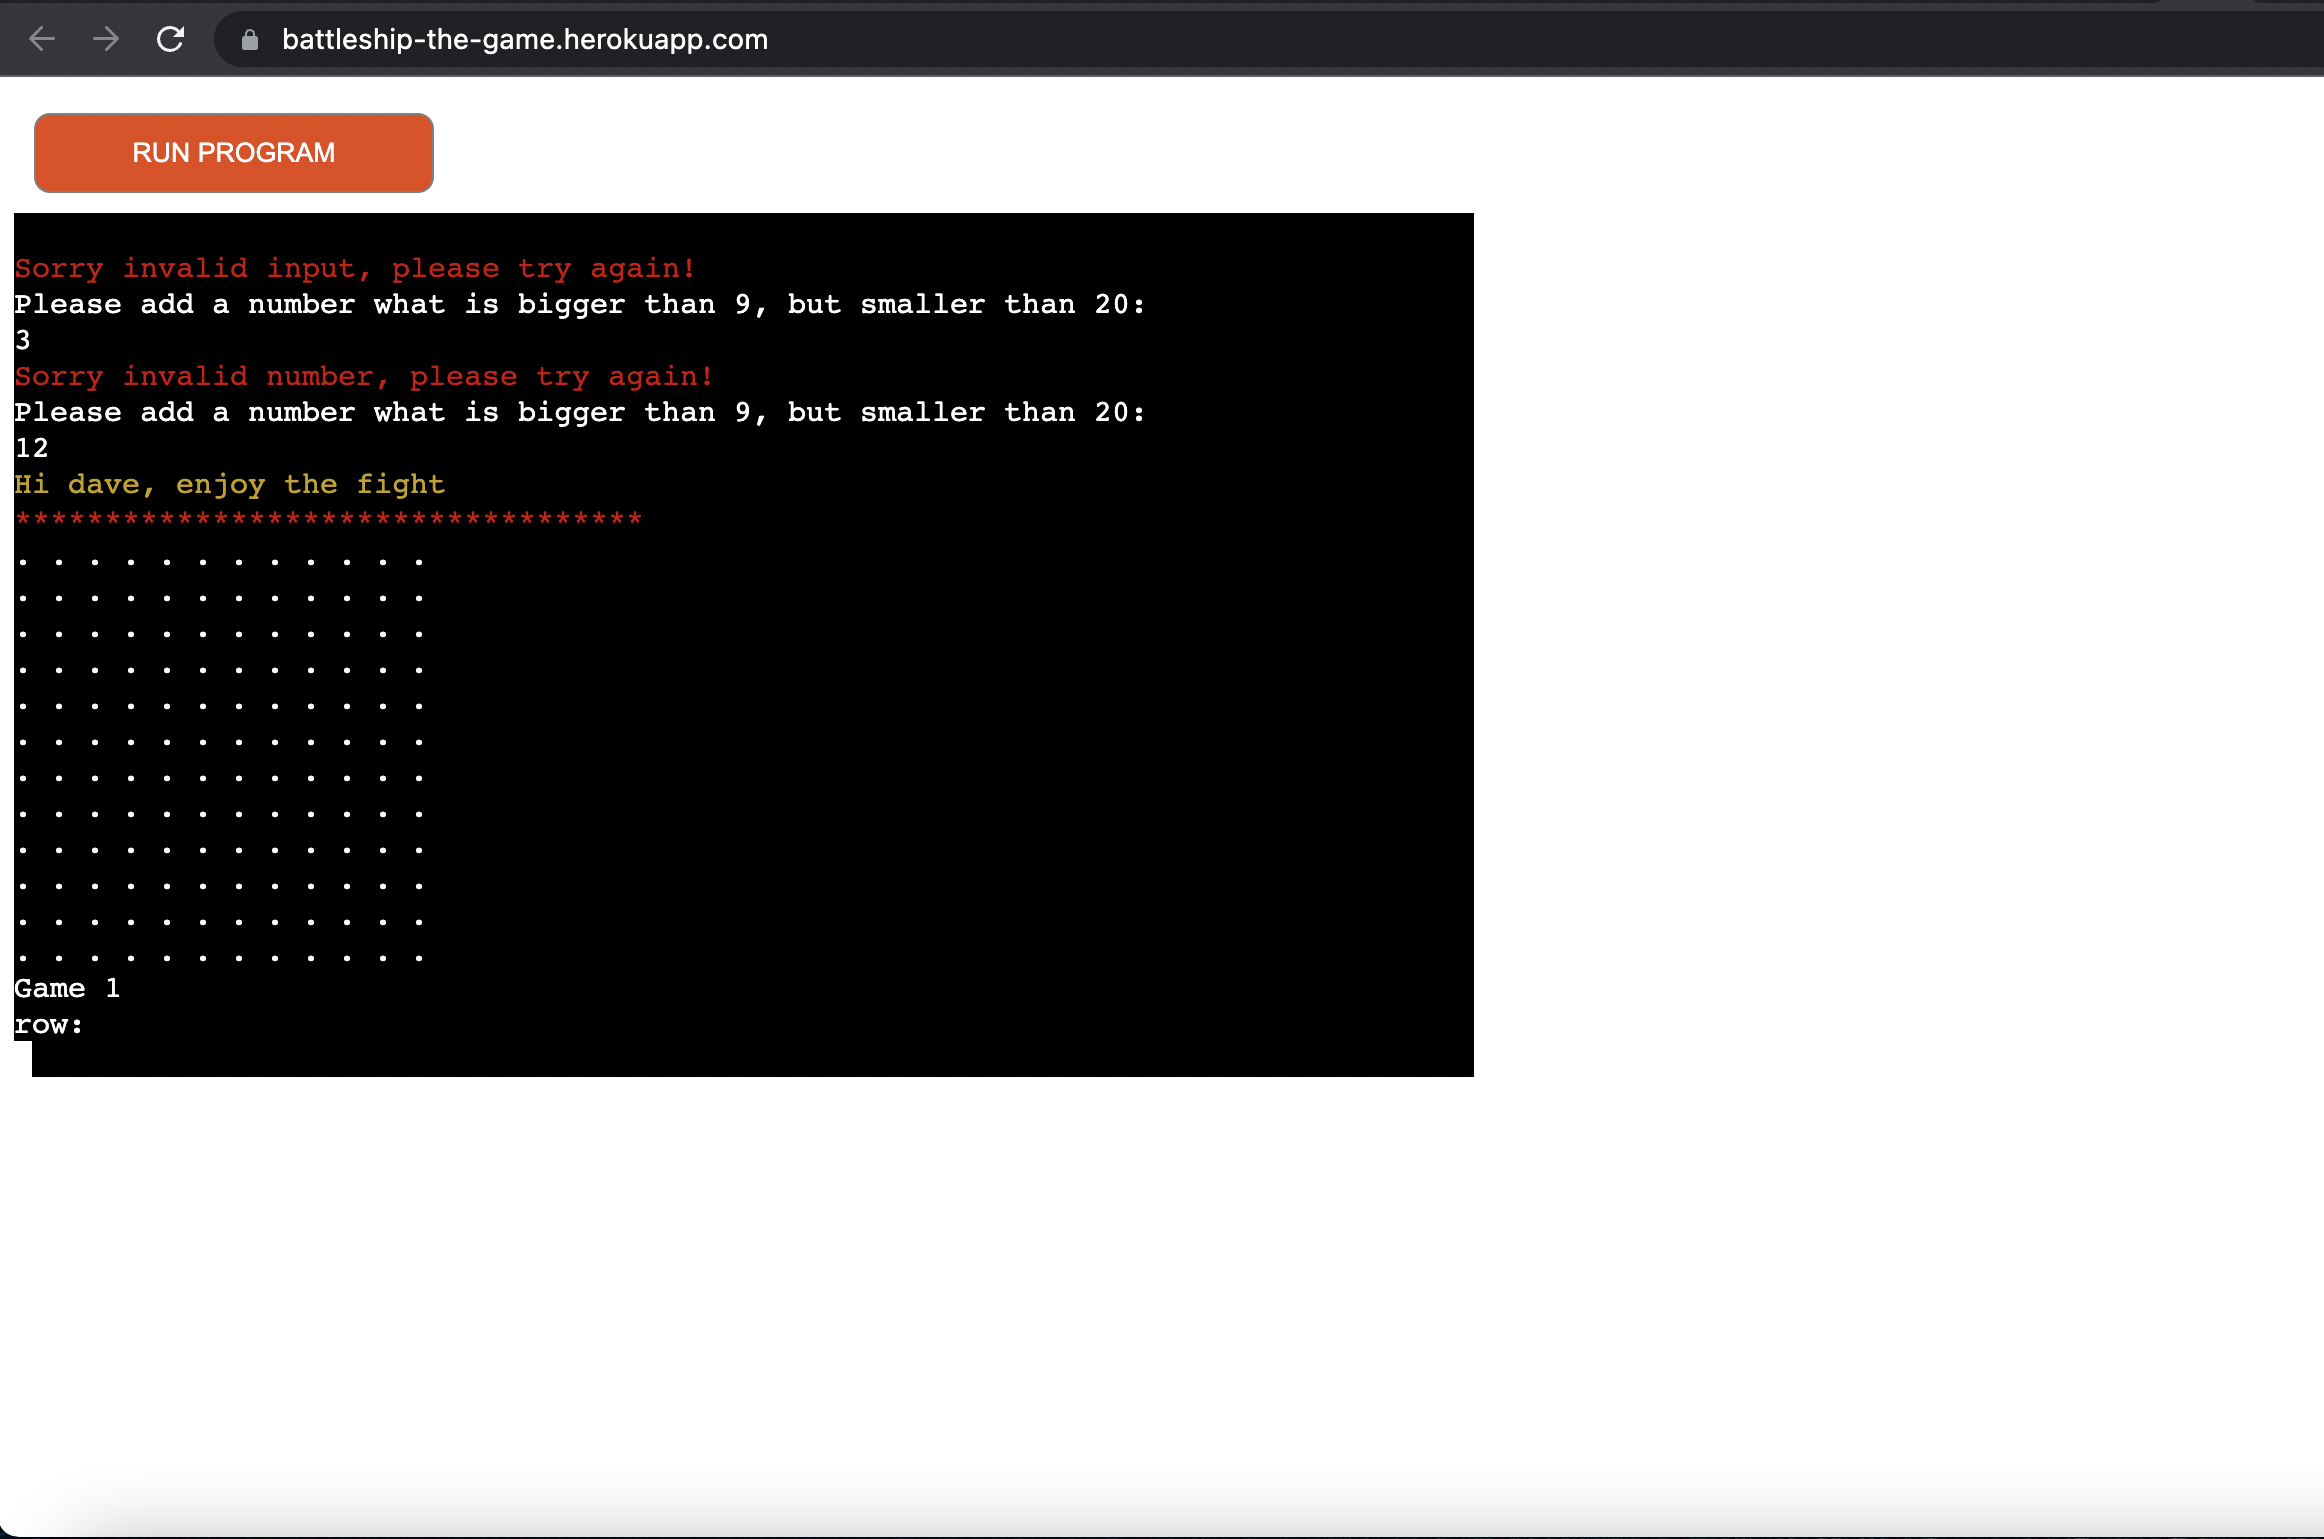 battleship-the-game.herokuapp.com
RUN PROGRAM
Sorry invalid input, please try again!
Please add a number what is bigger than 9, but smaller than 20:
3
Sorry invalid number, please try again!
Please add a number what is bigger than 9, but smaller than 20:
12
Hi dave, enjoy the fight
***********************************
. . . . . . . . . . . .
. . . . . . . . . . . .
. . . . . . . . . . . .
. . . . . . . . . . . .
. . . . . . . . . . . .
. . . . . . . . . . . .
. . . . . . . . . . . .
. . . . . . . . . . . .
. . . . . . . . . . . .
. . . . . . . . . . . .
. . . . . . . . . . . .
. . . . . . . . . . . .
Game 1
row: